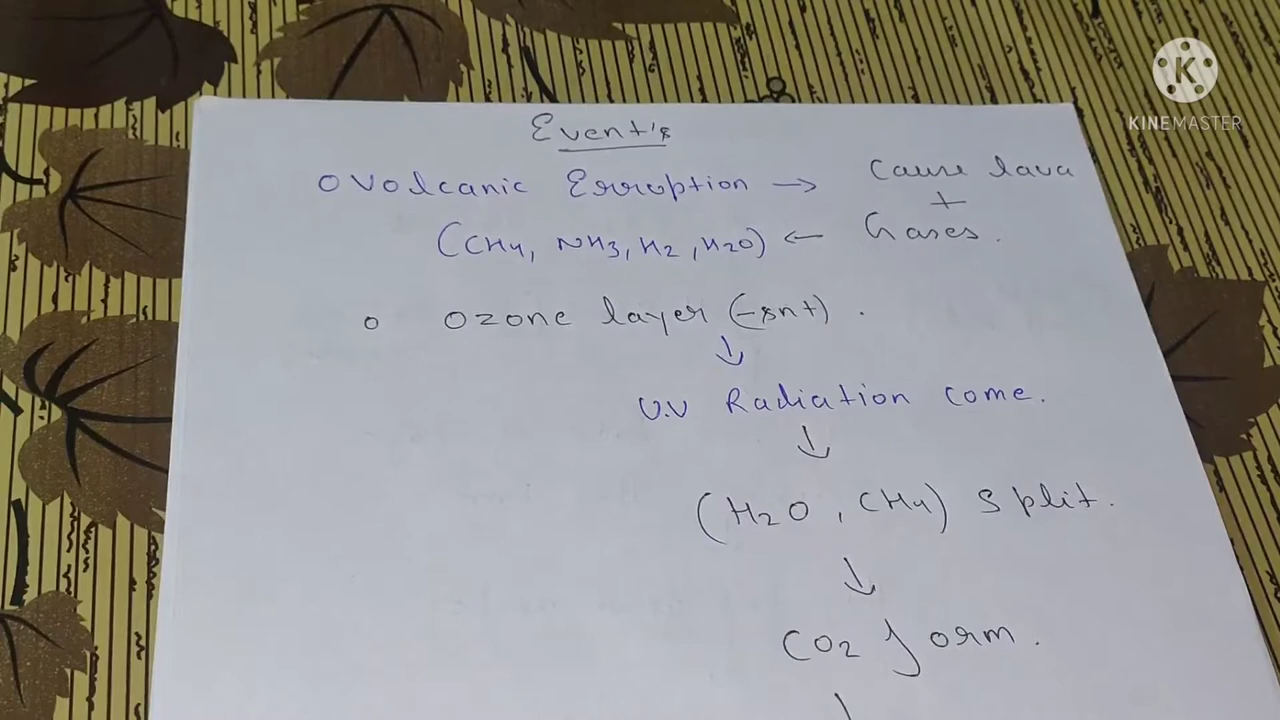 Event's
o Volcanic Erruption → Cause lava
+
(CH4, NH3, H2, H2O) ← Gases.
o Ozone layer (-snt).
↓
U.V Radiation come.
↓
(H2O, CH4) split.
↓
CO2 form.
K
KINEMASTER